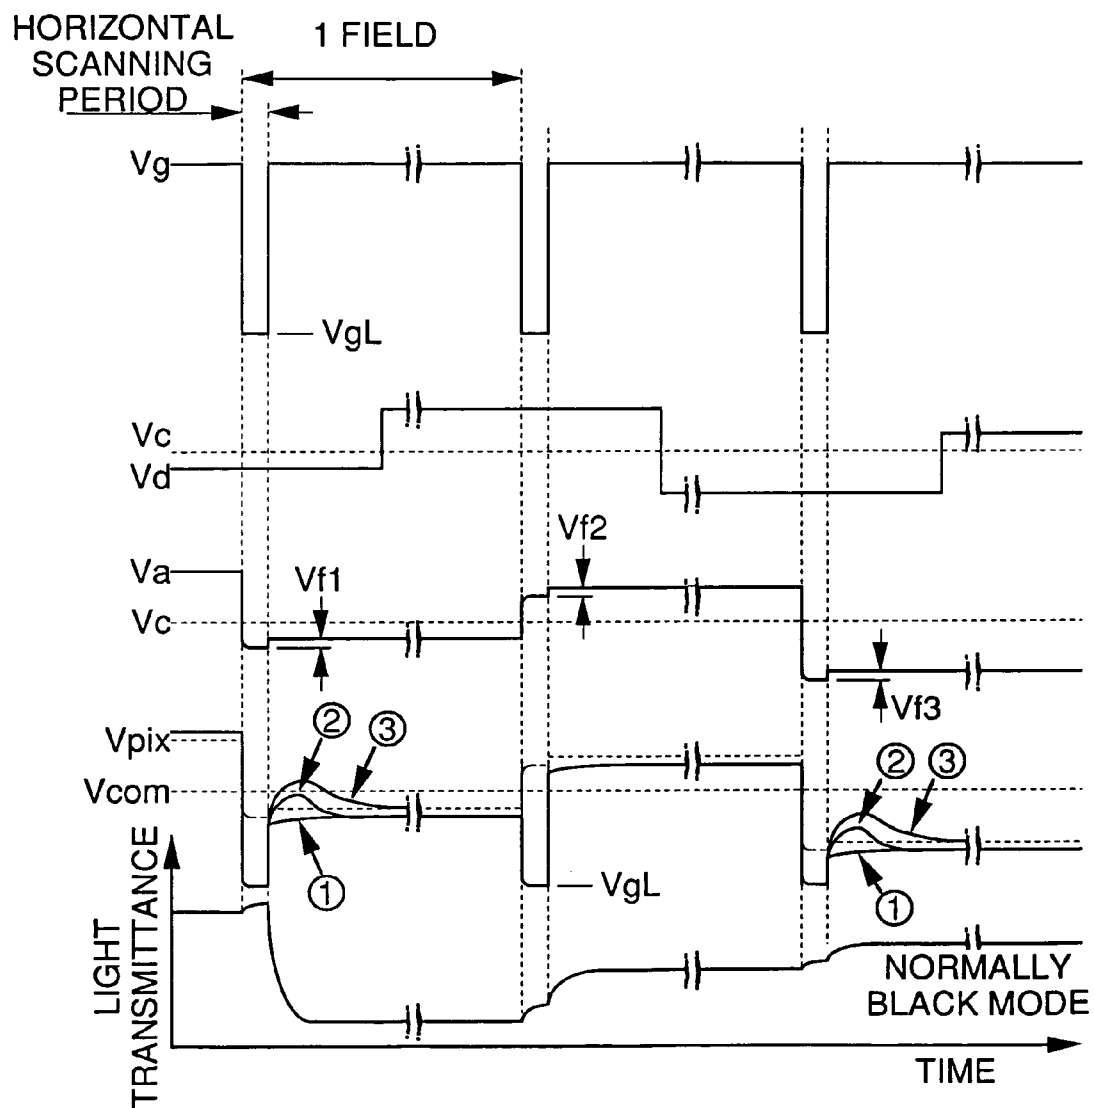 HORIZONTAL
SCANNING
PERIOD
1 FIELD
Vg
VgL
Vc
Vd
Vf2
Va
Vf1
Vc
Vf3
Vpix
② ③
② ③
Vcom
①
VgL
①
LIGHT
TRANSMITTANCE
NORMALLY
BLACK MODE
TIME